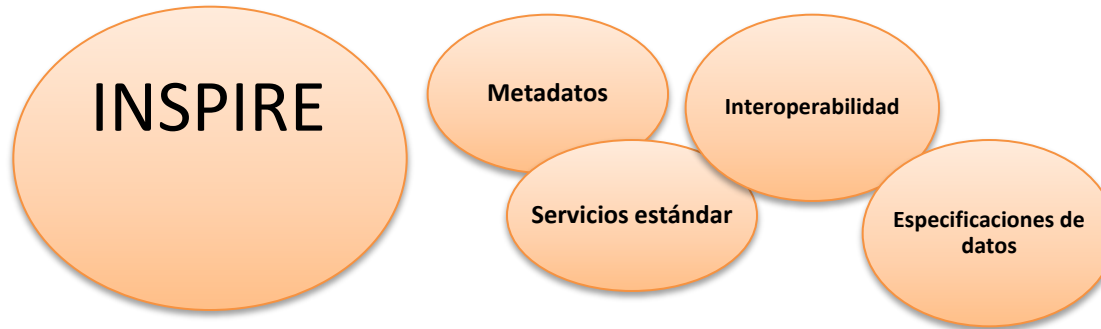 INSPIRE
Metadatos
Interoperabilidad
Servicios estándar
Especificaciones de
datos